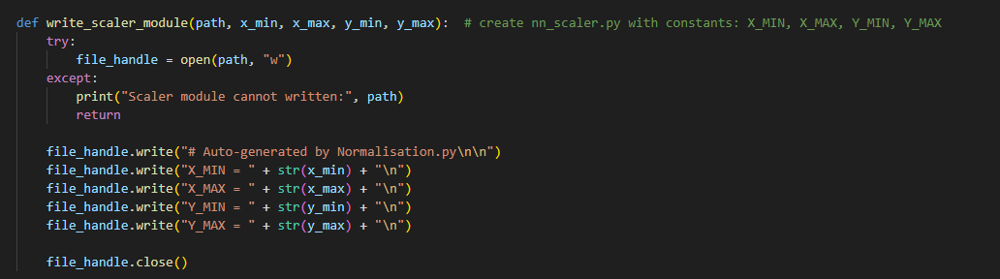 def write_scaler_module(path, x_min, x_max, y_min, y_max):  # create nn_scaler.py with constants: X_MIN, X_MAX, Y_MIN, Y_MAX
    try:
        file_handle = open(path, "w")
    except:
        print("Scaler module cannot written:", path)
        return

    file_handle.write("# Auto-generated by Normalisation.py\n\n")
    file_handle.write("X_MIN = " + str(x_min) + "\n")
    file_handle.write("X_MAX = " + str(x_max) + "\n")
    file_handle.write("Y_MIN = " + str(y_min) + "\n")
    file_handle.write("Y_MAX = " + str(y_max) + "\n")

    file_handle.close()